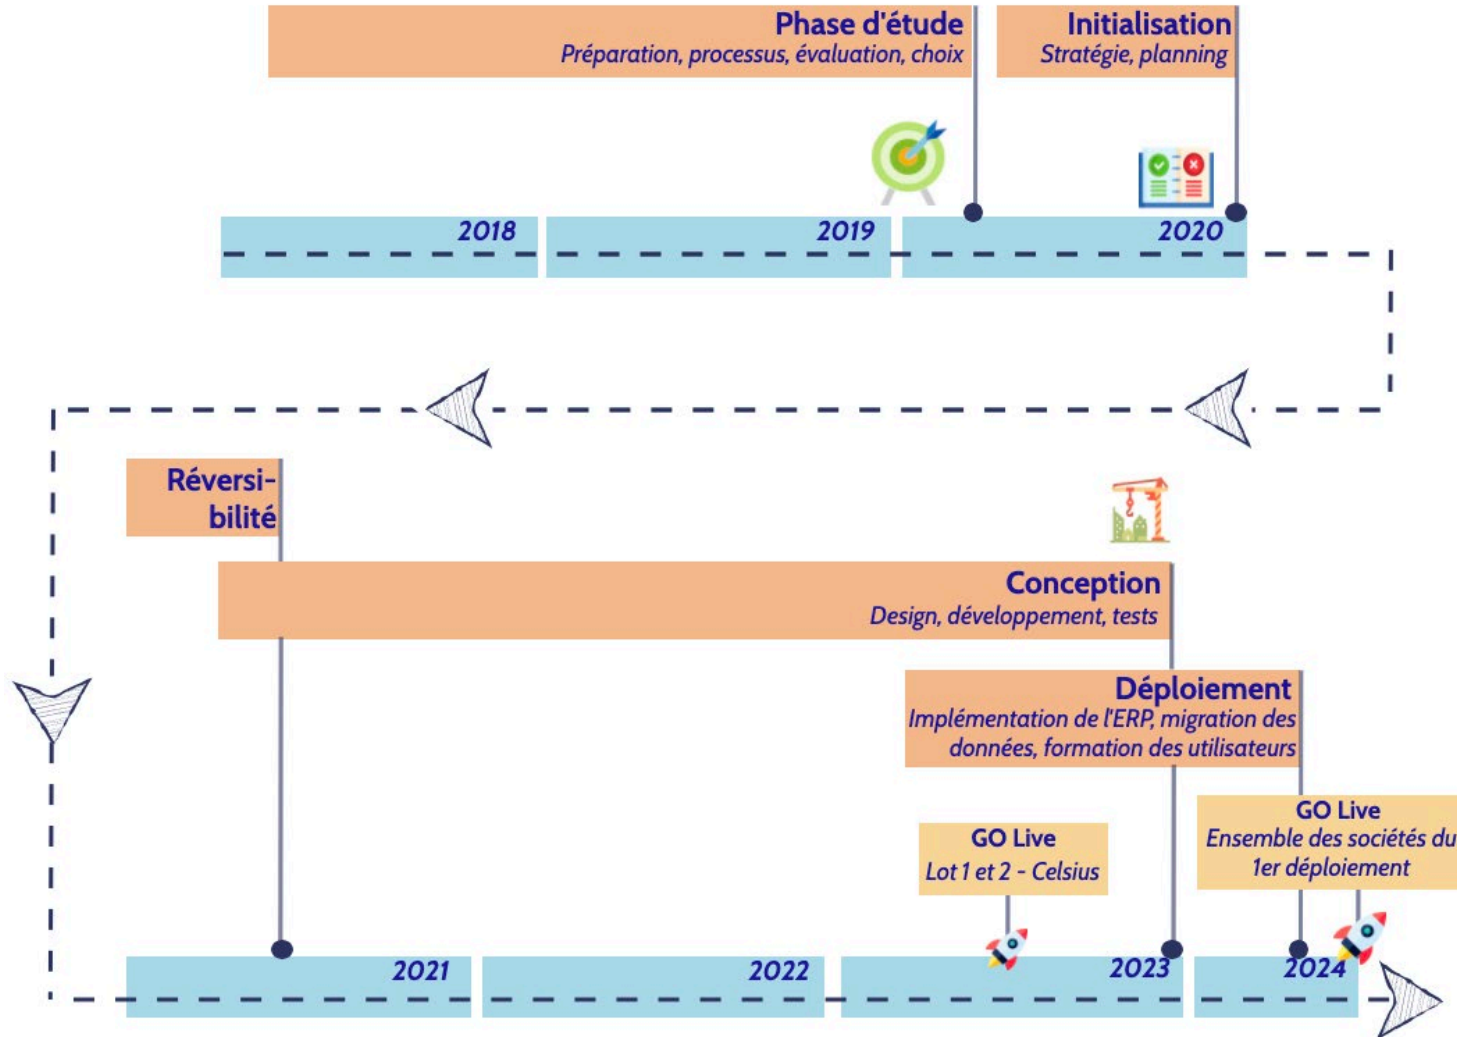 Phase d'étude
Préparation, processus, évaluation, choix
Initialisation
Stratégie, planning
2018
2019
2020
Réversi-
bilité
Conception
Design, développement, tests
Déploiement
Implémentation de l'ERP, migration des
données, formation des utilisateurs
GO Live
Lot 1 et 2 - Celsius
GO Live
Ensemble des sociétés du
1er déploiement
2021
2022
2023
2024